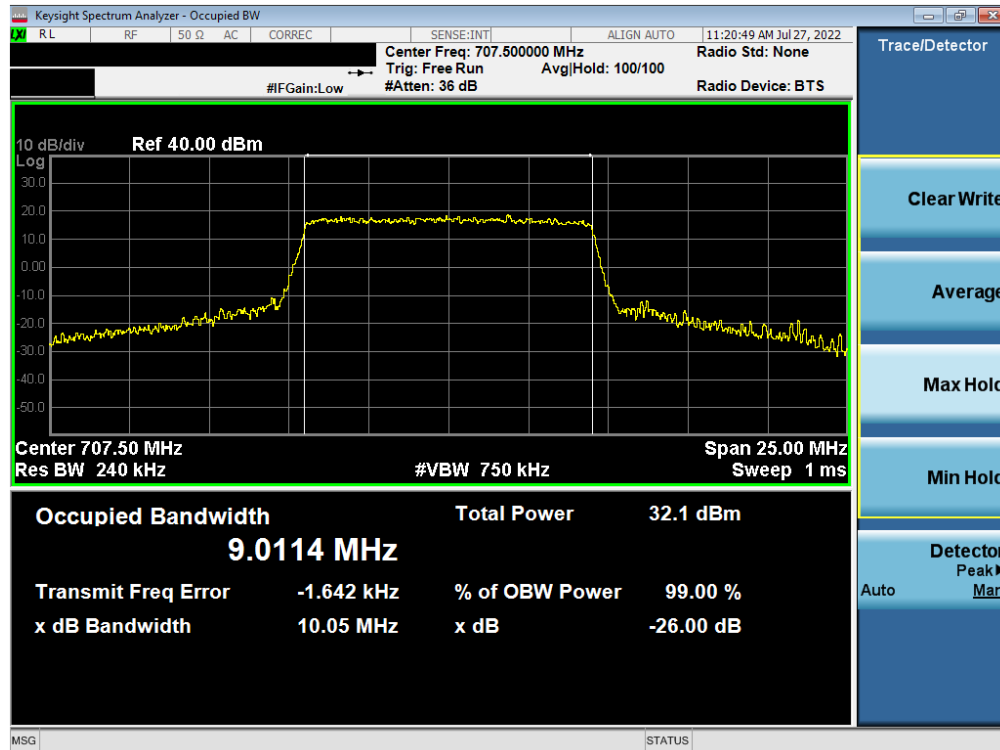 Keysight Spectrum Analyzer - Occupied BW
LXI RL RF 50 Ω AC CORREC SENSE:INT ALIGN AUTO 11:20:49 AM Jul 27, 2022
Center Freq: 707.500000 MHz Radio Std: None
Trig: Free Run Avg|Hold: 100/100
#IFGain:Low #Atten: 36 dB Radio Device: BTS
Trace/Detector
10 dB/div Ref 40.00 dBm
Log
30.0
20.0
10.0
0.00
-10.0
-20.0
-30.0
-40.0
-50.0
Center 707.50 MHz Span 25.00 MHz
Res BW 240 kHz #VBW 750 kHz Sweep 1 ms
Clear Write
Average
Max Hold
Min Hold
Detector
Peak
Auto Man
Occupied Bandwidth Total Power 32.1 dBm
9.0114 MHz
Transmit Freq Error -1.642 kHz % of OBW Power 99.00 %
x dB Bandwidth 10.05 MHz x dB -26.00 dB
MSG STATUS